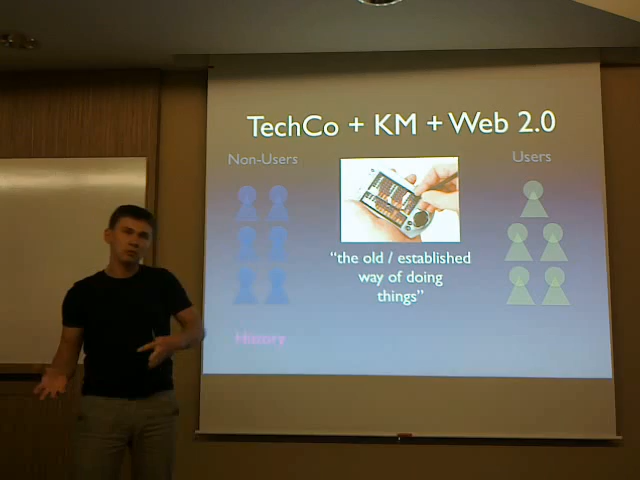 TechCo + KM + Web 2.0
Non-Users
Users
"the old / established
way of doing
things"
History